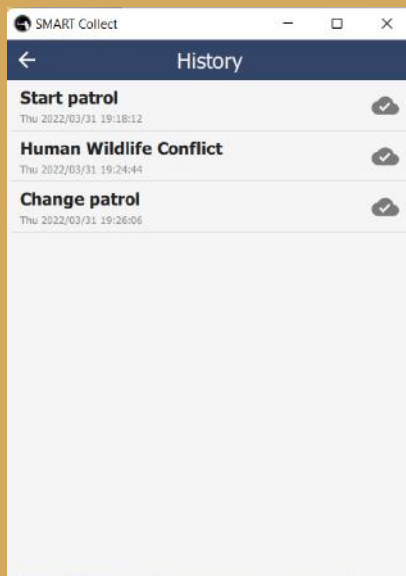 SMART Collect
History
Start patrol
Thu 2022/03/31 19:18:12
Human Wildlife Conflict
Thu 2022/03/31 19:24:44
Change patrol
Thu 2022/03/31 19:26:06